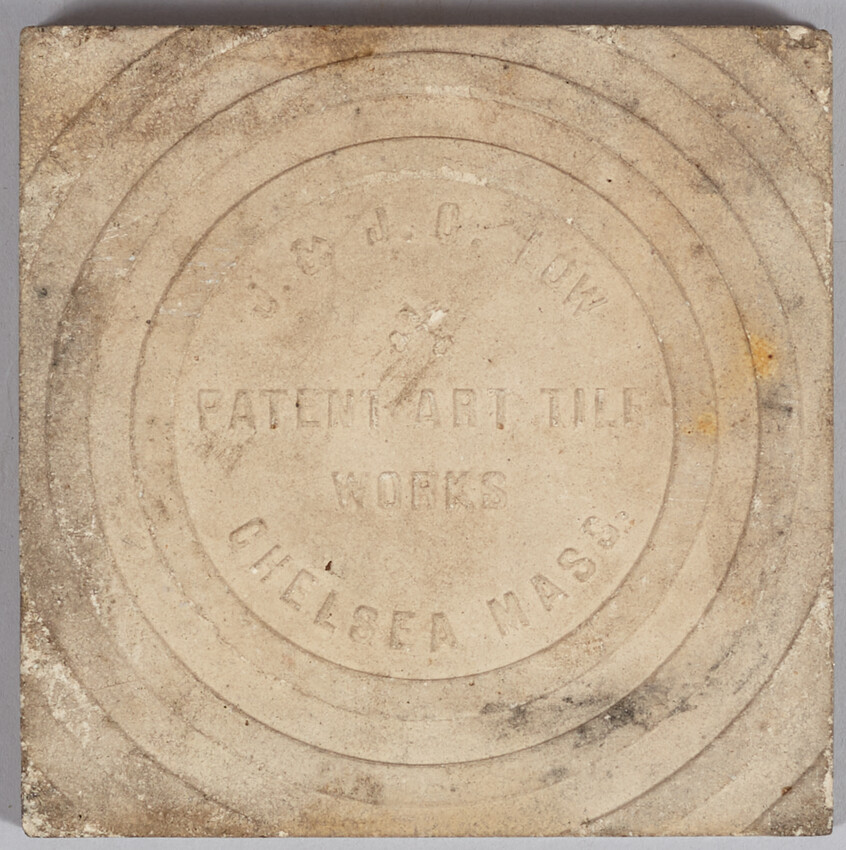 J. & J. G. LOW
PATENT ART TILE
WORKS
CHELSEA MASS.